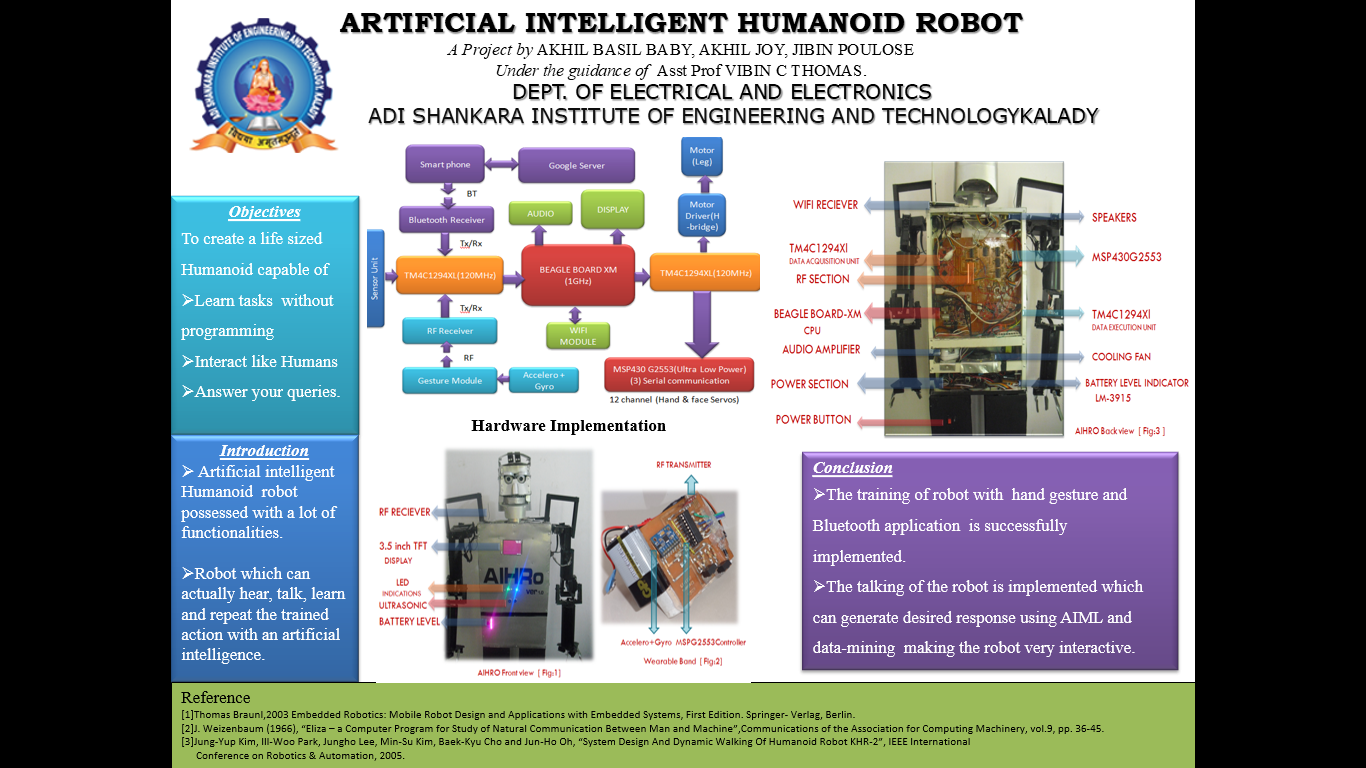 ARTIFICIAL INTELLIGENT HUMANOID ROBOT
A Project by AKHIL BASIL BABY, AKHIL JOY, JIBIN POULOSE
Under the guidance of Asst Prof VIBIN C THOMAS.
DEPT. OF ELECTRICAL AND ELECTRONICS
ADI SHANKARA INSTITUTE OF ENGINEERING AND TECHNOLOGYKALADY
ADI SHANKARA INSTITUTE OF ENGINEERING AND TECHNOLOGY, KALADY
Objectives
To create a life sized
Humanoid capable of
➢Learn tasks without
programming
➢Interact like Humans
➢Answer your queries.
Introduction
➢ Artificial intelligent
Humanoid robot
possessed with a lot of
functionalities.
➢Robot which can
actually hear, talk, learn
and repeat the trained
action with an artificial
intelligence.
Smart phone
Google Server
BT
Bluetooth Receiver
Tx/Rx
AUDIO
DISPLAY
Motor
(Leg)
Motor
Driver(H
-bridge)
Sensor Unit
TM4C1294XL(120MHz)
BEAGLE BOARD XM
(1GHz)
TM4C1294XL(120MHz)
Tx/Rx
RF Receiver
WIFI
MODULE
RF
Gesture Module
Accelero +
Gyro
MSP430 G2553(Ultra Low Power)
(3) Serial communication
12 channel (Hand & face Servos)
Hardware Implementation
RF RECIEVER
3.5 inch TFT
DISPLAY
LED
INDICATIONS
ULTRASONIC
BATTERY LEVEL
AIHRo
AIHRO Front view [ Fig:1]
RF TRANSMITTER
Accelero+Gyro MSPG2553Controller
Wearable Band [ Fig:2]
WIFI RECIEVER
TM4C1294Xl
DATA ACQUISITION UNIT
RF SECTION
BEAGLE BOARD-XM
CPU
AUDIO AMPLIFIER
POWER SECTION
POWER BUTTON
SPEAKERS
MSP430G2553
TM4C1294Xl
DATA EXECUTION UNIT
COOLING FAN
BATTERY LEVEL INDICATOR
LM-3915
AIHRO Back view [ Fig:3 ]
Conclusion
➢The training of robot with hand gesture and
Bluetooth application is successfully
implemented.
➢The talking of the robot is implemented which
can generate desired response using AIML and
data-mining making the robot very interactive.
Reference
[1]Thomas Braunl,2003 Embedded Robotics: Mobile Robot Design and Applications with Embedded Systems, First Edition. Springer- Verlag, Berlin.
[2]J. Weizenbaum (1966), “Eliza – a Computer Program for Study of Natural Communication Between Man and Machine”,Communications of the Association for Computing Machinery, vol.9, pp. 36-45.
[3]Jung-Yup Kim, Ill-Woo Park, Jungho Lee, Min-Su Kim, Baek-Kyu Cho and Jun-Ho Oh, “System Design And Dynamic Walking Of Humanoid Robot KHR-2”, IEEE International
Conference on Robotics & Automation, 2005.